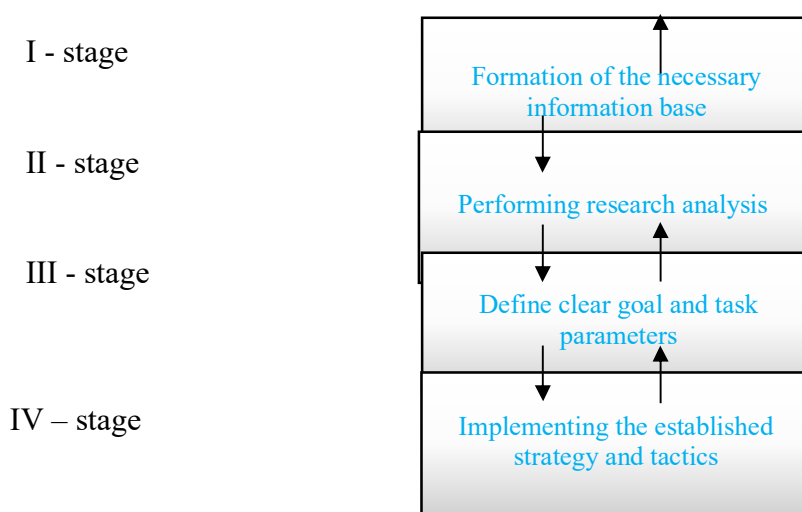 I - stage
Formation of the necessary
information base
II - stage
Performing research analysis
III - stage
Define clear goal and task
parameters
IV – stage
Implementing the established
strategy and tactics